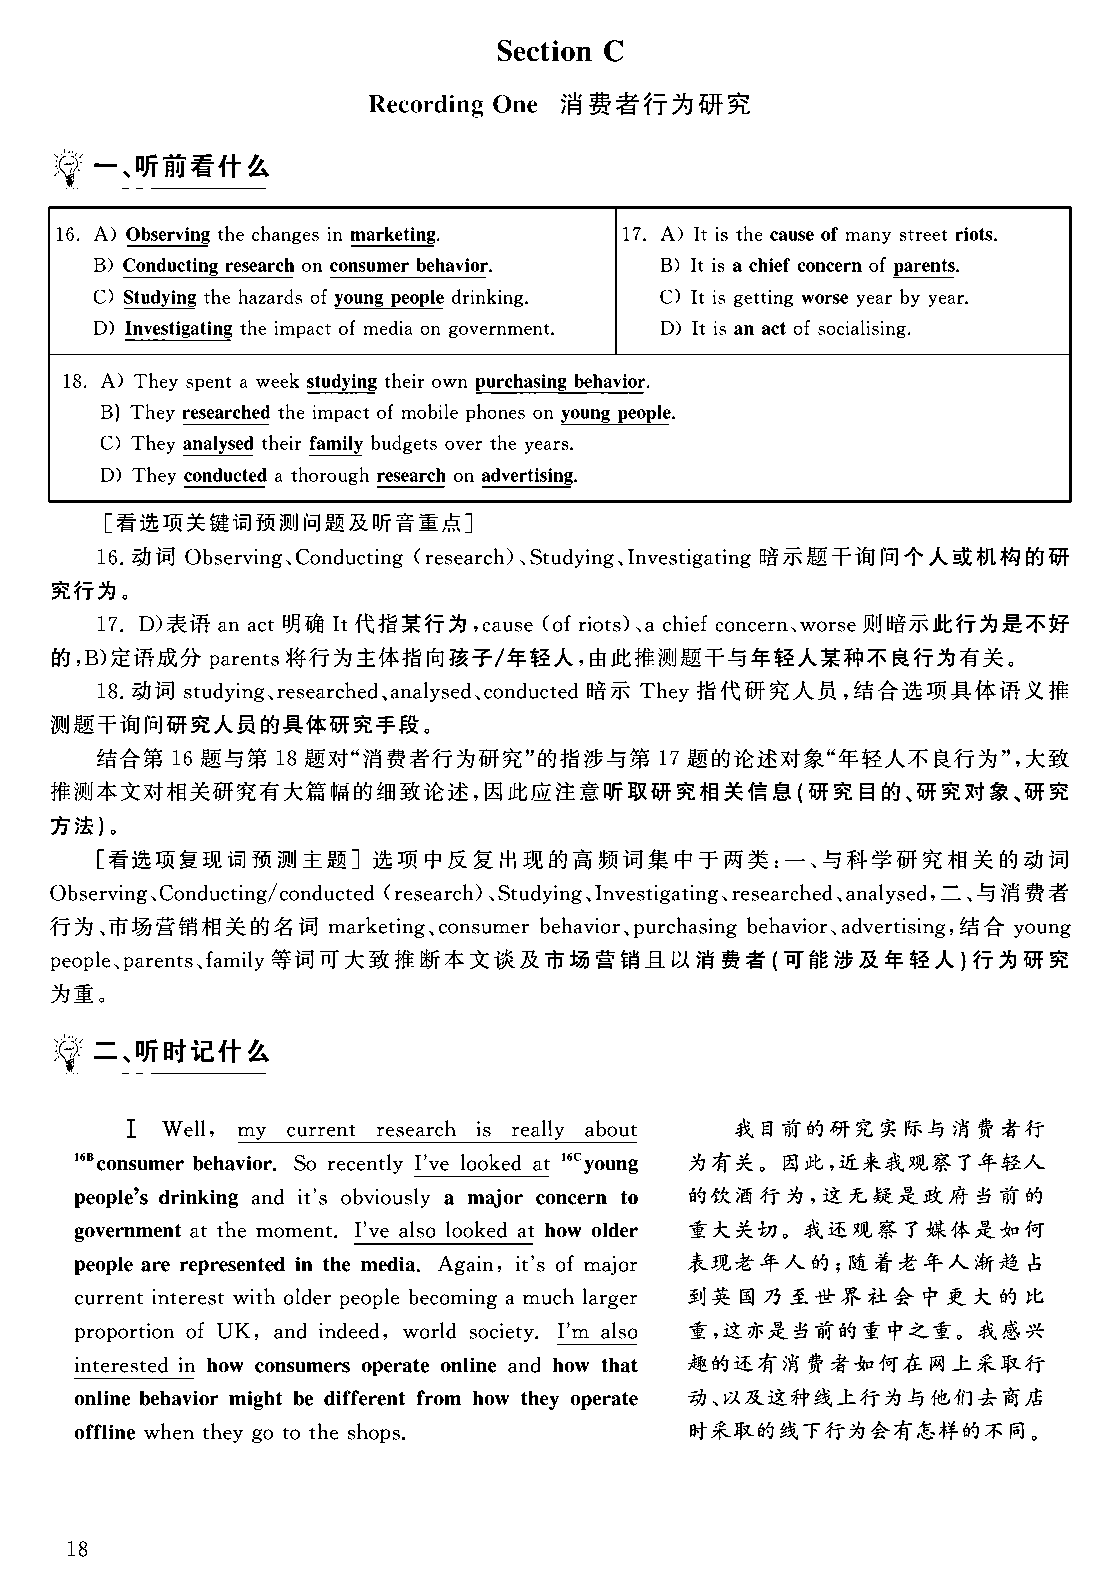 Section C
Recording One 消费者行为研究
一、听前看什么
16. A) Observing the changes in marketing.
B) Conducting research on consumer behavior.
C) Studying the hazards of young people drinking.
D) Investigating the impact of media on government.
17. A) It is the cause of many street riots.
B) It is a chief concern of parents.
C) It is getting worse year by year.
D) It is an act of socialising.
18. A) They spent a week studying their own purchasing behavior.
B) They researched the impact of mobile phones on young people.
C) They analysed their family budgets over the years.
D) They conducted a thorough research on advertising.
[看选项关键词预测问题及听音重点]
16. 动词 Observing、Conducting (research)、Studying、Investigating 暗示题干询问个人或机构的研
究行为。
17. D)表语 an act 明确 It 代指某行为,cause (of riots)、a chief concern、worse 则暗示此行为是不好
的,B)定语成分 parents 将行为主体指向孩子/年轻人,由此推测题干与年轻人某种不良行为有关。
18. 动词 studying、researched、analysed、conducted 暗示 They 指代研究人员,结合选项具体语义推
测题干询问研究人员的具体研究手段。
结合第 16 题与第 18 题对“消费者行为研究”的指涉与第 17 题的论述对象“年轻人不良行为”,大致
推测本文对相关研究有大篇幅的细致论述,因此应注意听取研究相关信息(研究目的、研究对象、研究
方法)。
[看选项复现词预测主题] 选项中反复出现的高频词集中于两类:一、与科学研究相关的动词
Observing、Conducting/conducted (research)、Studying、Investigating、researched、analysed,二、与消费者
行为、市场营销相关的名词 marketing、consumer behavior、purchasing behavior、advertising,结合 young
people、parents、family 等词可大致推断本文谈及市场营销且以消费者(可能涉及年轻人)行为研究
为重。
二、听时记什么
I Well, my current research is really about
16B consumer behavior. So recently I've looked at 16C young
people's drinking and it's obviously a major concern to
government at the moment. I've also looked at how older
people are represented in the media. Again, it's of major
current interest with older people becoming a much larger
proportion of UK, and indeed, world society. I'm also
interested in how consumers operate online and how that
online behavior might be different from how they operate
offline when they go to the shops.
我目前的研究实际与消费者行
为有关。因此,近来我观察了年轻人
的饮酒行为,这无疑是政府当前的
重大关切。我还观察了媒体是如何
表现老年人的;随着老年人渐趋占
到英国乃至世界社会中更大的比
重,这亦是当前的重中之重。我感兴
趣的还有消费者如何在网上采取行
动、以及这种线上行为与他们去商店
时采取的线下行为会有怎样的不同。
18